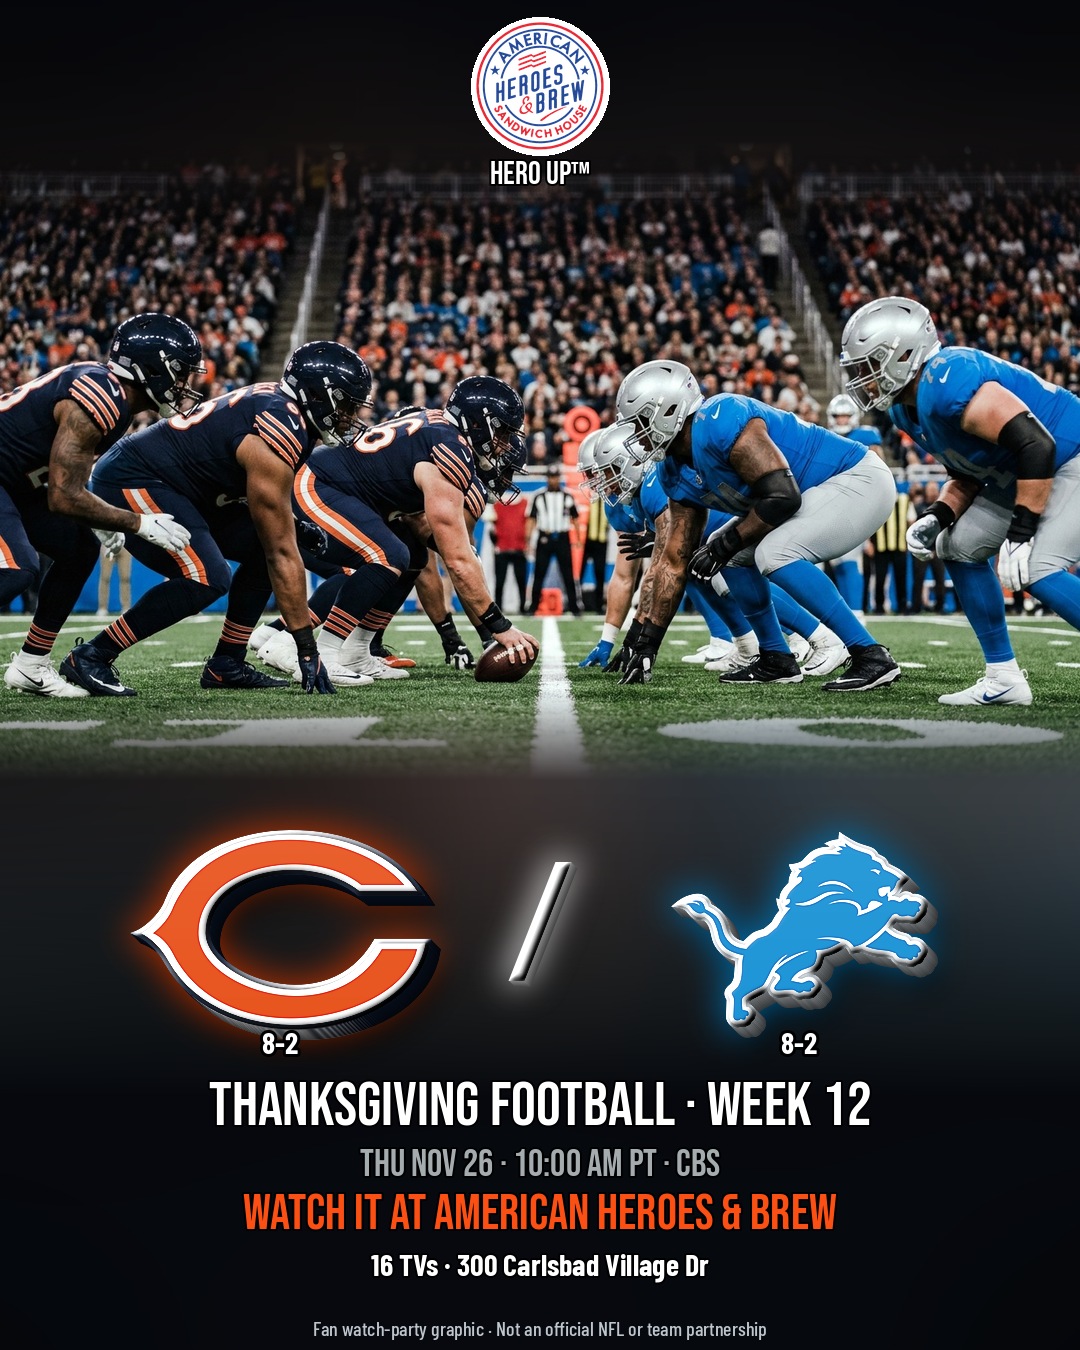 AMERICAN
HEROES
& BREW
SANDWICH HOUSE
HERO UP™
8-2
8-2
THANKSGIVING FOOTBALL · WEEK 12
THU NOV 26 · 10:00 AM PT · CBS
WATCH IT AT AMERICAN HEROES & BREW
16 TVs · 300 Carlsbad Village Dr
Fan watch-party graphic · Not an official NFL or team partnership